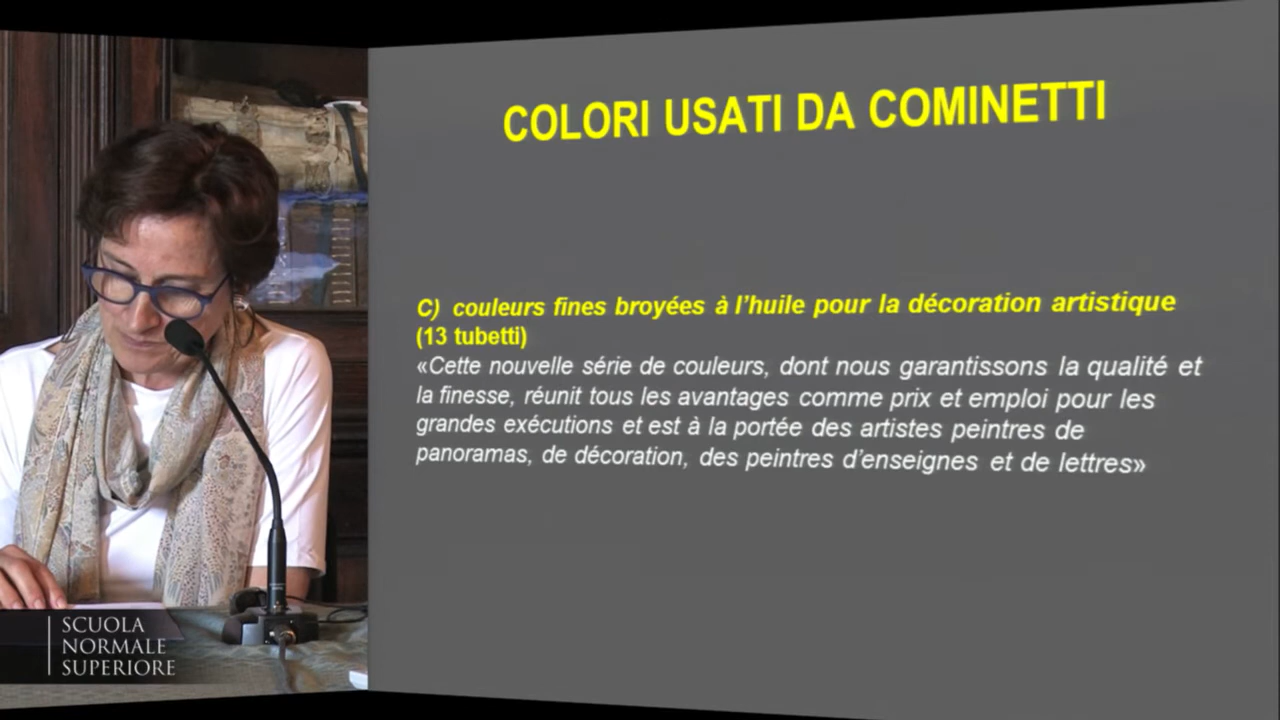 COLORI USATI DA COMINETTI
C) couleurs fines broyées à l’huile pour la décoration artistique
(13 tubetti)
«Cette nouvelle série de couleurs, dont nous garantissons la qualité et
la finesse, réunit tous les avantages comme prix et emploi pour les
grandes exécutions et est à la portée des artistes peintres de
panoramas, de décoration, des peintres d’enseignes et de lettres»
SCUOLA
NORMALE
SUPERIORE